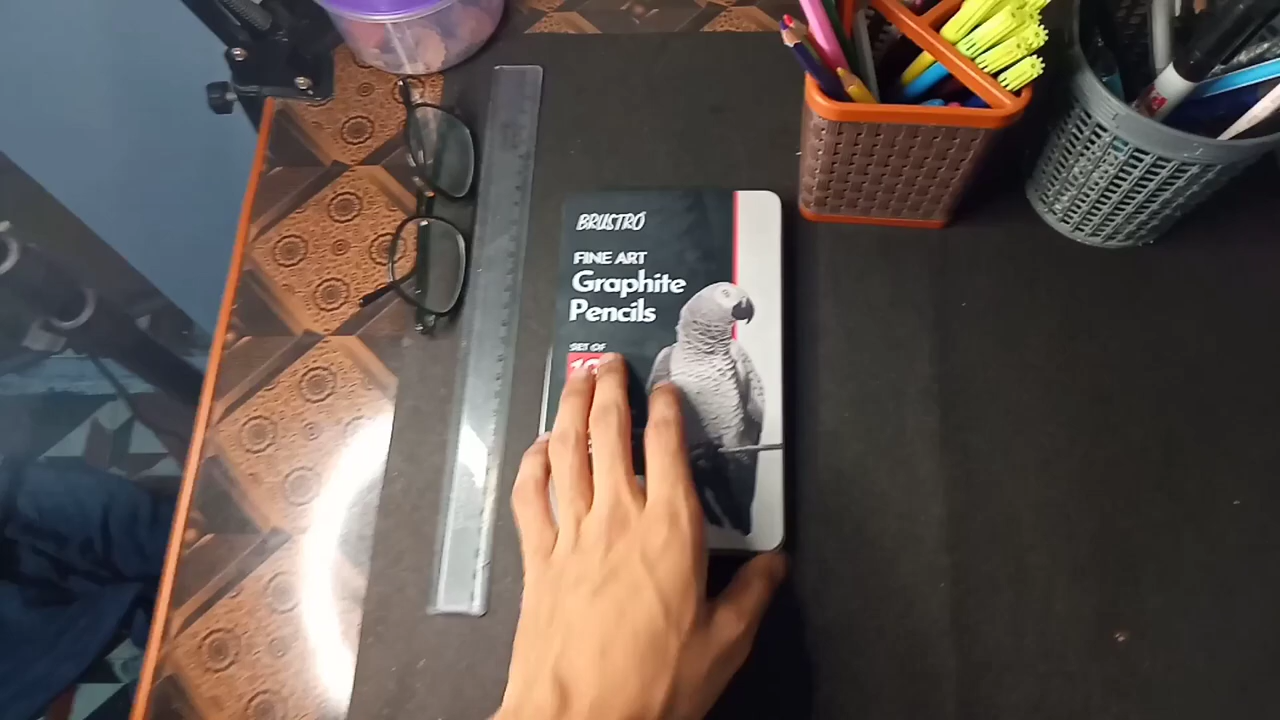 BRUSTRO
FINE ART
Graphite
Pencils
SET OF